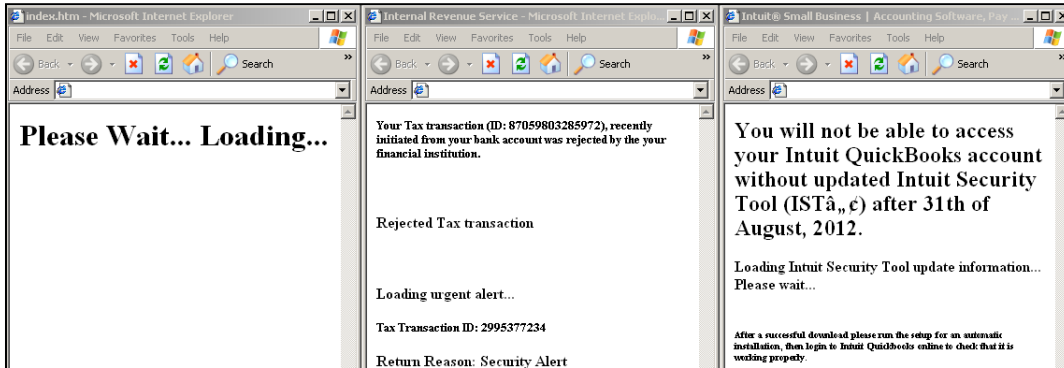 index.htm - Microsoft Internet Explorer
File Edit View Favorites Tools Help
Back Search »
Address
Please Wait... Loading...
Internal Revenue Service - Microsoft Internet Explo...
File Edit View Favorites Tools Help
Back Search »
Address
Your Tax transaction (ID: 87059803285972), recently
initiated from your bank account was rejected by the your
financial institution.
Rejected Tax transaction
Loading urgent alert...
Tax Transaction ID: 2995377234
Return Reason: Security Alert
Intuit® Small Business | Accounting Software, Pay ...
File Edit View Favorites Tools Help
Back Search »
Address
You will not be able to access
your Intuit QuickBooks account
without updated Intuit Security
Tool (ISTâ„¢) after 31th of
August, 2012.
Loading Intuit Security Tool update information...
Please wait...
After a successful download please run the setup for an automatic
installation, then login to Intuit Quickbooks online to check that it is
working properly.